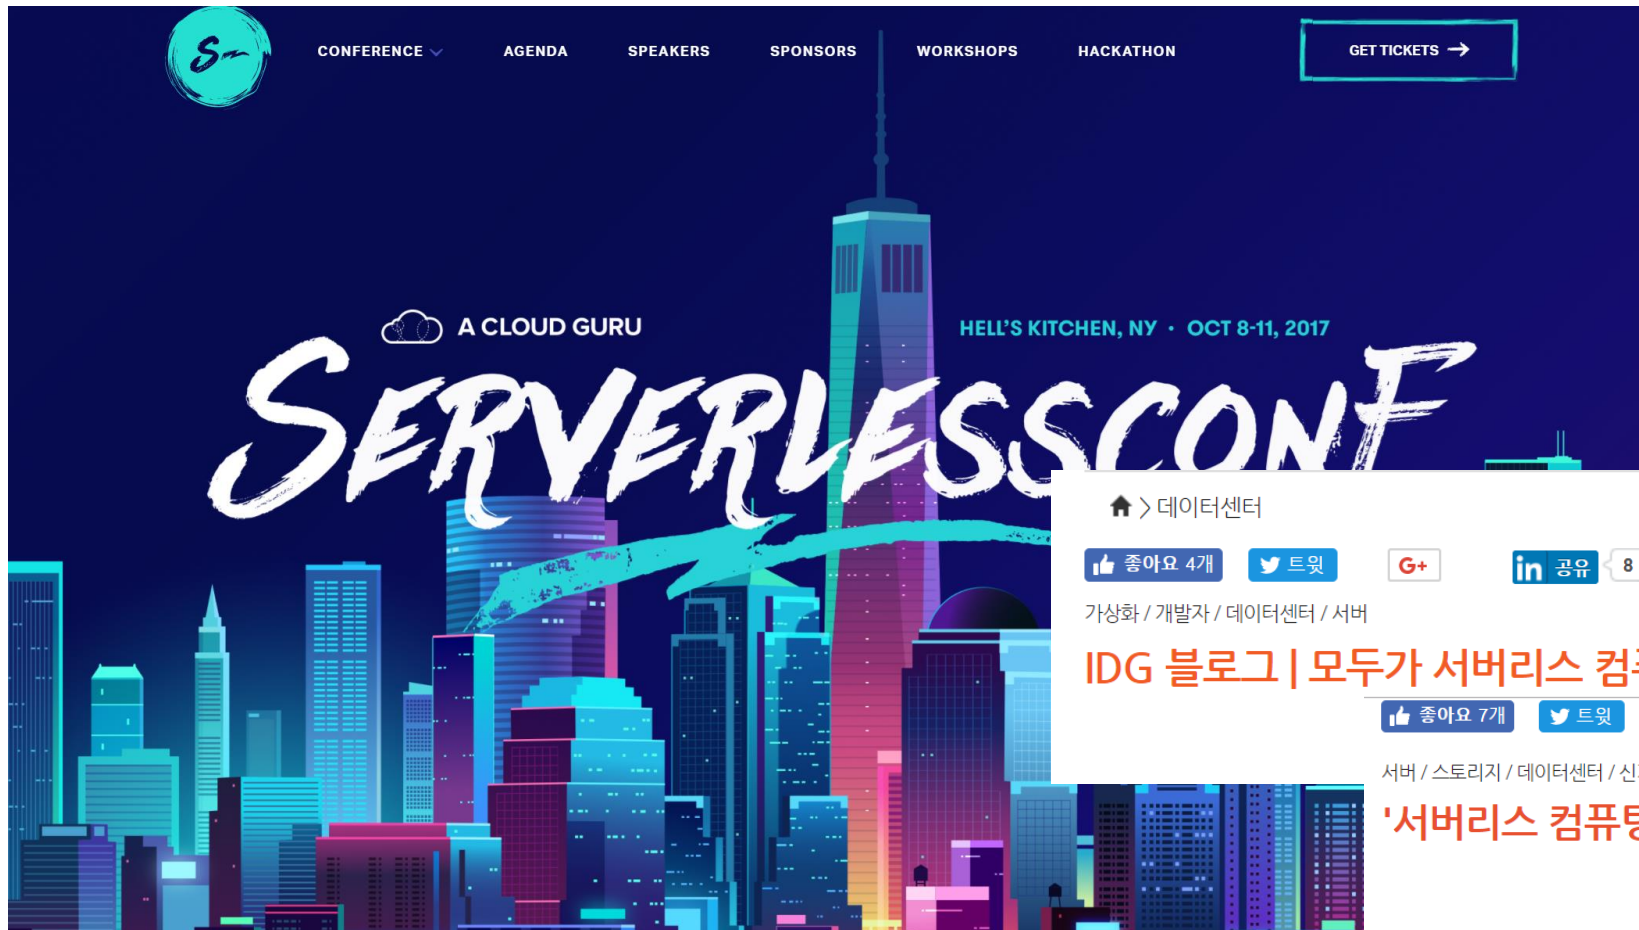 CONFERENCE
AGENDA
SPEAKERS
SPONSORS
WORKSHOPS
HACKATHON
GET TICKETS →
A CLOUD GURU
HELL'S KITCHEN, NY · OCT 8-11, 2017
SERVERLESSCONF
〉데이터센터
좋아요 4개
트윗
G+
in 공유
8
가상화 / 개발자 / 데이터센터 / 서버
IDG 블로그 | 모두가 서버리스
좋아요 7개
트윗
서버 / 스토리지 / 데이터센터 /
'서버리스